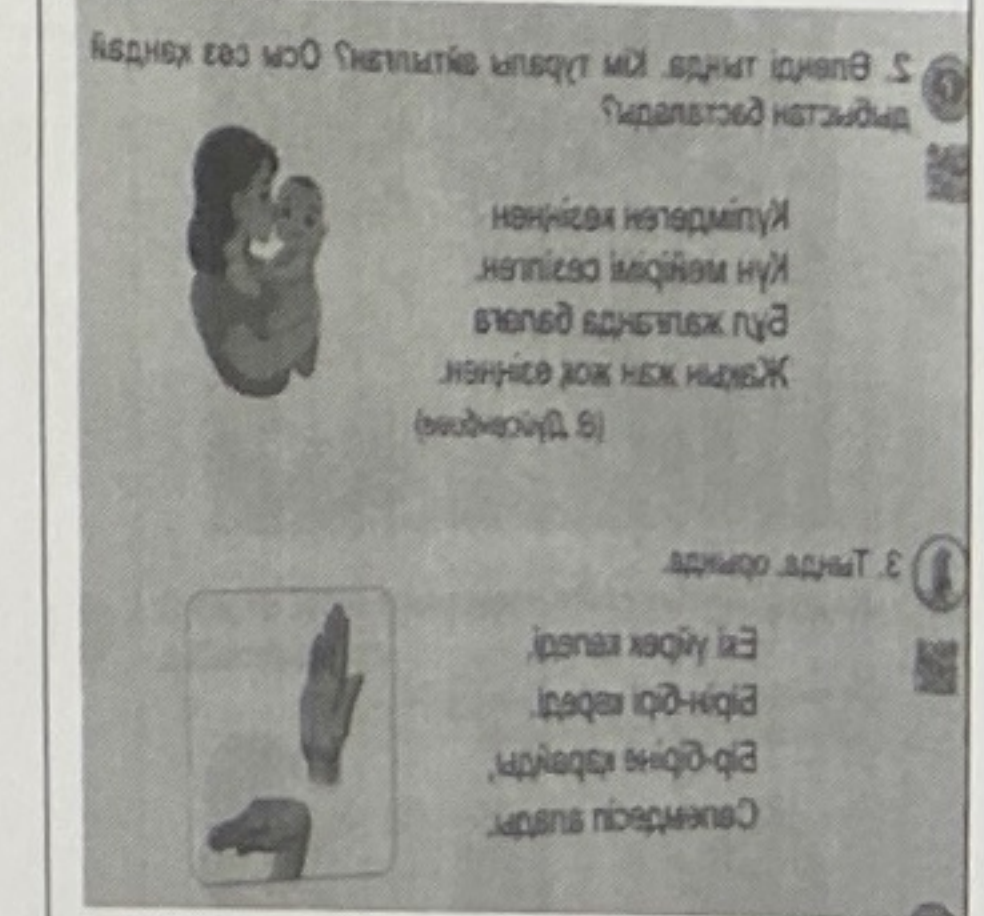 2. Өлеңді тыңда. Кім туралы айтылған? Осы сөз қандай
дыбыстан басталады?
Күлімдеген көзіңнен
Күн мейірімі сезілген.
Бұл жалғанда балаға
Жақын жан жоқ өзіңнен.
(Ә. Дүйсенбиев)
3. Тыңда, орында.
Екі үйрек келеді,
Бірін-бірі көреді.
Бір-біріне қарайды,
Сәлемдесіп алады.